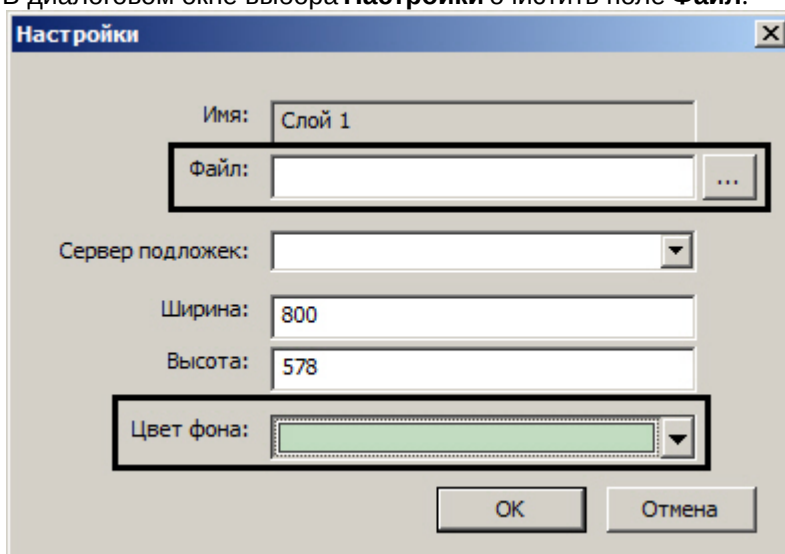 В диалоговом окне выбора Настройки очистить поле Файл.
Настройки
Имя: Слой 1
Файл:
...
Сервер подложек:
Ширина: 800
Высота: 578
Цвет фона:
OK Отмена